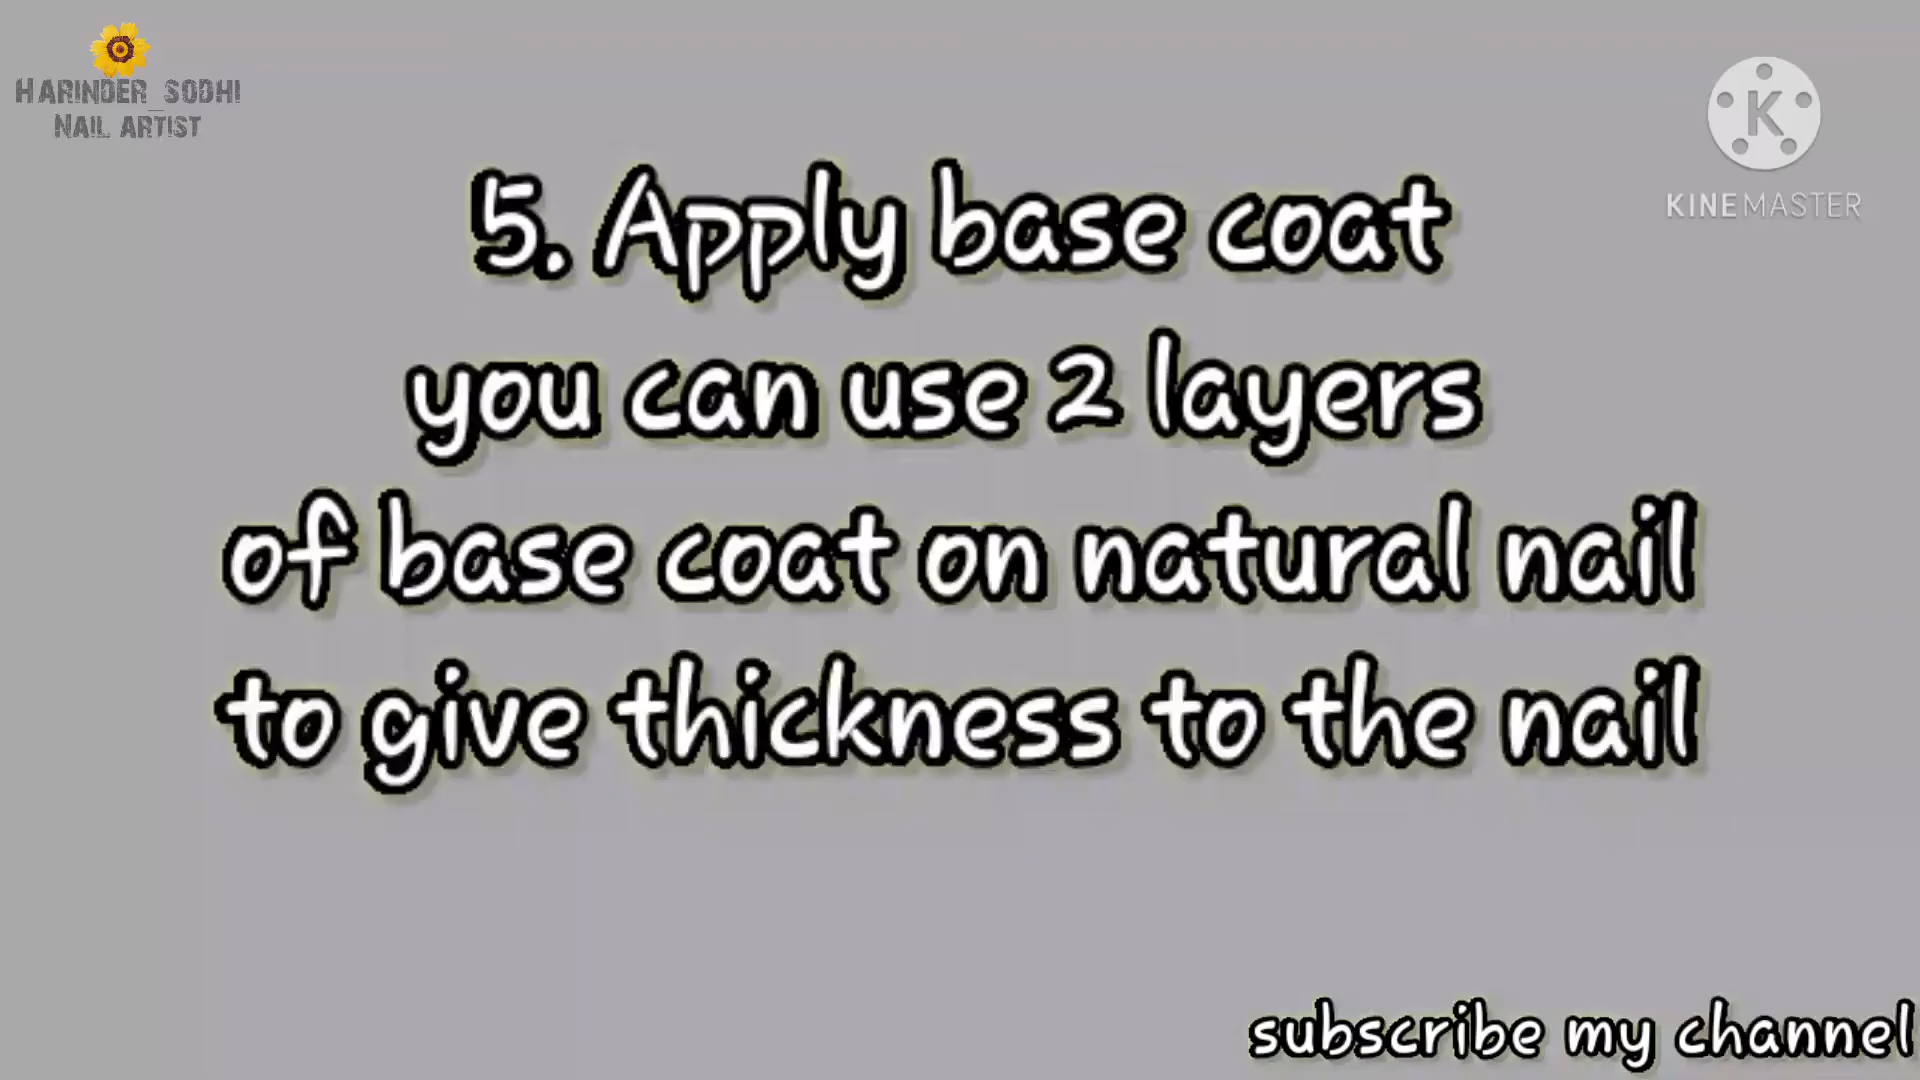 HARINDER_SODHI
NAIL ARTIST
K
KINEMASTER
5. Apply base coat
you can use 2 layers
of base coat on natural nail
to give thickness to the nail
subscribe my channel